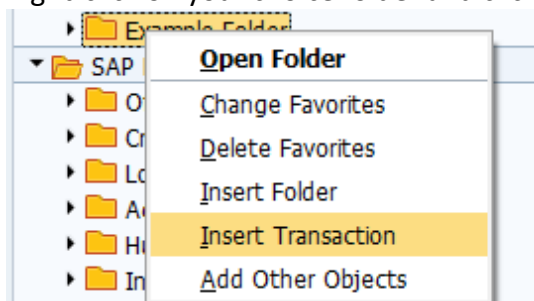 Example Folder
Open Folder
SAP
Change Favorites
Delete Favorites
Insert Folder
Insert Transaction
Add Other Objects